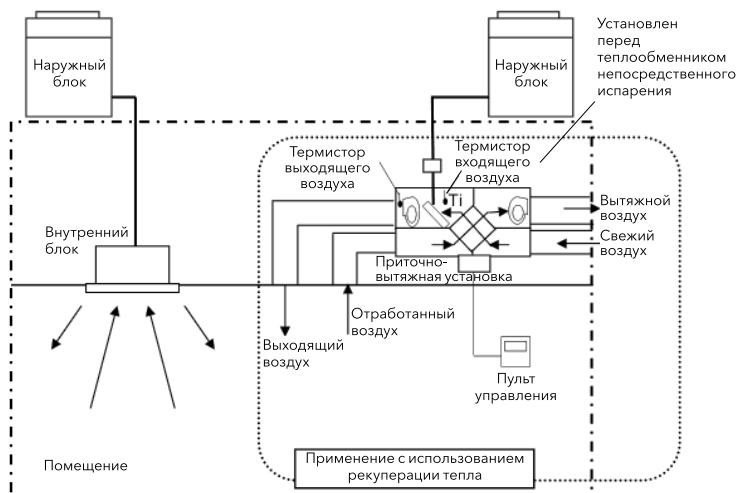 Наружный
блок
Наружный
блок
Установлен
перед
теплообменником
непосредственного
испарения
Термистор
выходящего
воздуха
Термистор
входящего
воздуха
Ti
Вытяжной
воздух
Свежий
воздух
Внутренний
блок
Приточно-
вытяжная установка
Отработанный
воздух
Выходящий
воздух
Пульт
управления
Помещение
Применение с использованием
рекуперации тепла